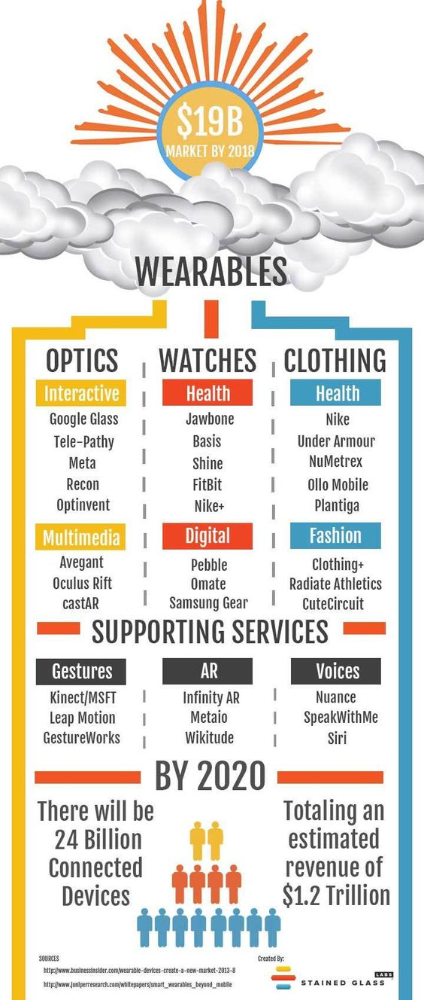 $19B
MARKET BY 2018
WEARABLES
OPTICS
Interactive
Google Glass
Tele-Pathy
Meta
Recon
Optinvent
Multimedia
Avegant
Oculus Rift
castAR
WATCHES
Health
Jawbone
Basis
Shine
FitBit
Nike+
Digital
Pebble
Omate
Samsung Gear
CLOTHING
Health
Nike
Under Armour
NuMetrex
Ollo Mobile
Plantiga
Fashion
Clothing+
Radiate Athletics
CuteCircuit
SUPPORTING SERVICES
Gestures
Kinect/MSFT
Leap Motion
GestureWorks
AR
Infinity AR
Metaio
Wikitude
Voices
Nuance
SpeakWithMe
Siri
BY 2020
There will be
24 Billion
Connected
Devices
Totaling an
estimated
revenue of
$1.2 Trillion
SOURCES
http://www.businessinsider.com/wearable-devices-create-a-new-market-2013-8
http://www.juniperresearch.com/whitepapers/smart_wearables_beyond_mobile
Created By:
LABS
STAINED GLASS